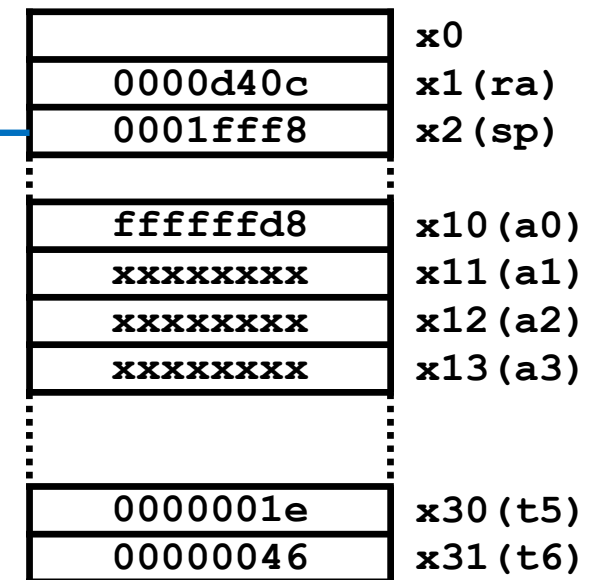 x0
0000d40c x1(ra)
0001fff8 x2(sp)
ffffffd8 x10(a0)
xxxxxxxx x11(a1)
xxxxxxxx x12(a2)
xxxxxxxx x13(a3)
0000001e x30(t5)
00000046 x31(t6)